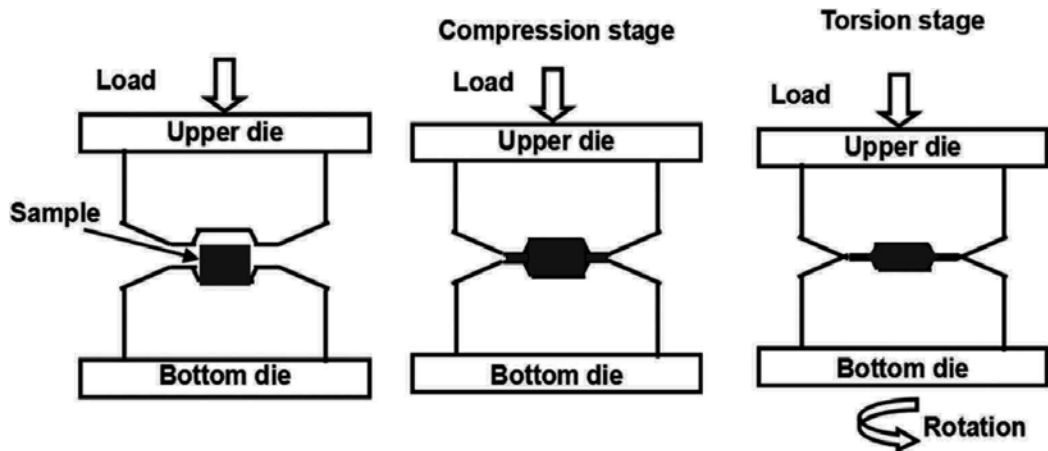 Compression stage
Torsion stage
Load
Load
Load
Upper die
Upper die
Upper die
Sample
Bottom die
Bottom die
Bottom die
Rotation